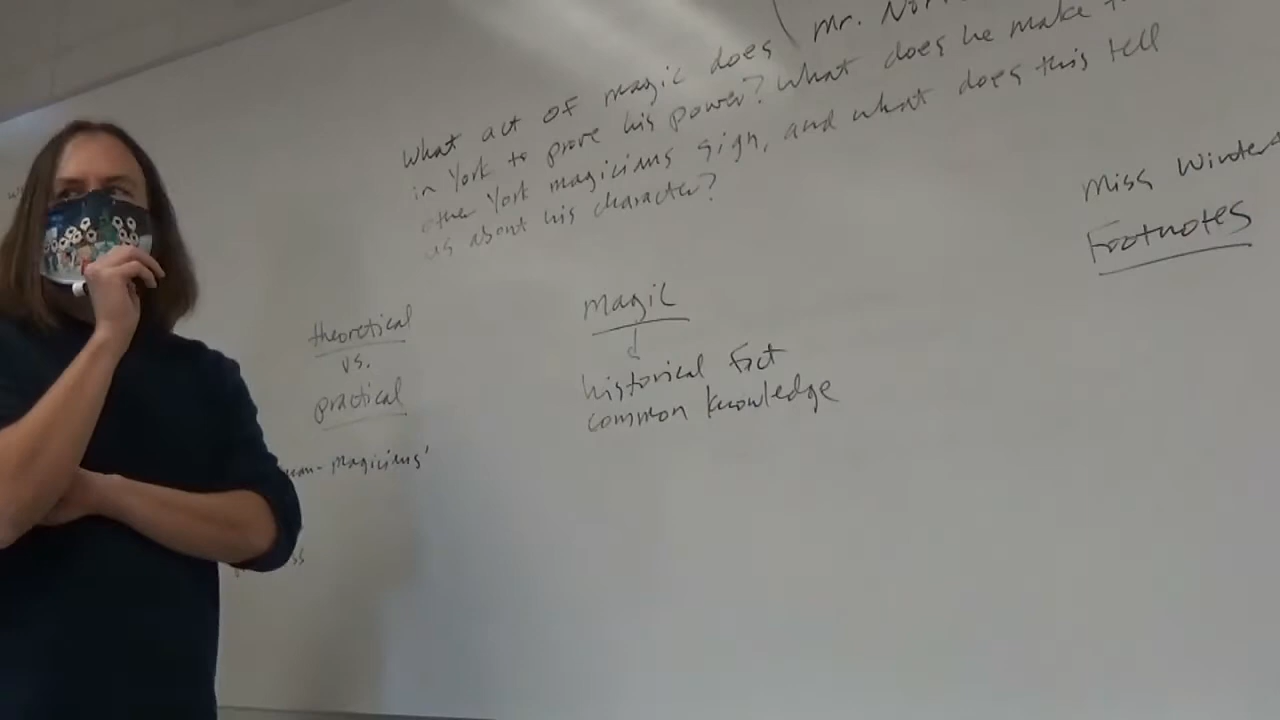 What act of magic does Mr. Nor
in York to prove his power? What does he make
other York magicians sign, and what does this tell
us about his character?
Miss Winter
Footnotes
theoretical
vs.
practical
magic
historical fact
common knowledge
man-magicians'
ss